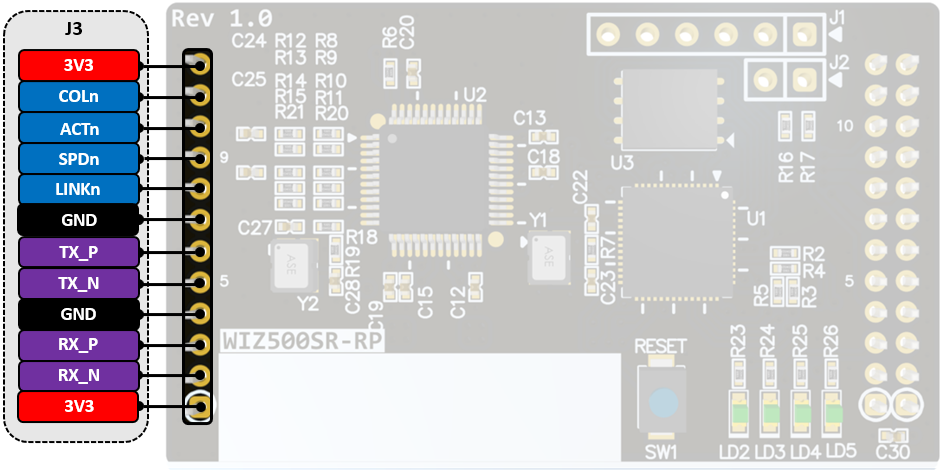 J3
3V3
COLn
ACTn
SPDn
LINKn
GND
TX_P
TX_N
GND
RX_P
RX_N
3V3
Rev 1.0
C24 R12 R8
R13 R9
C25 R14 R10
R15 R11
R21 R20
9
5
C27
R18
R19
C28
Y2
ASE
R6
C20
U2
C13
C18
C19
C15
C12
Y1
ASE
C22
R7
C23
U3
U1
J1
J2
10
5
R16
R17
R2
R4
R5
R3
WIZ500SR-RP
RESET
SW1
R23
R24
R25
R26
LD2
LD3
LD4
LD5
C30